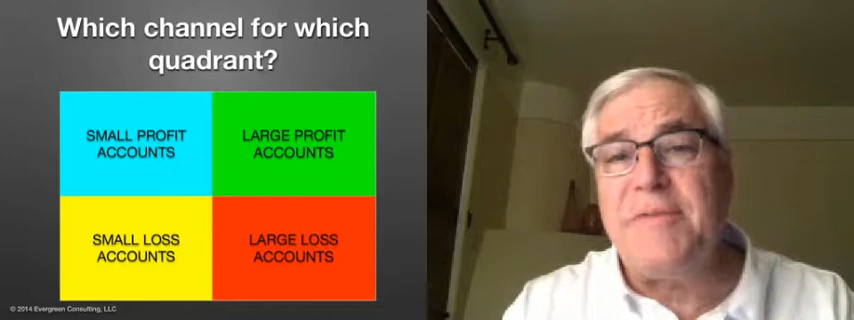 Which channel for which
quadrant?
SMALL PROFIT
ACCOUNTS
LARGE PROFIT
ACCOUNTS
SMALL LOSS
ACCOUNTS
LARGE LOSS
ACCOUNTS
© 2014 Evergreen Consulting, LLC